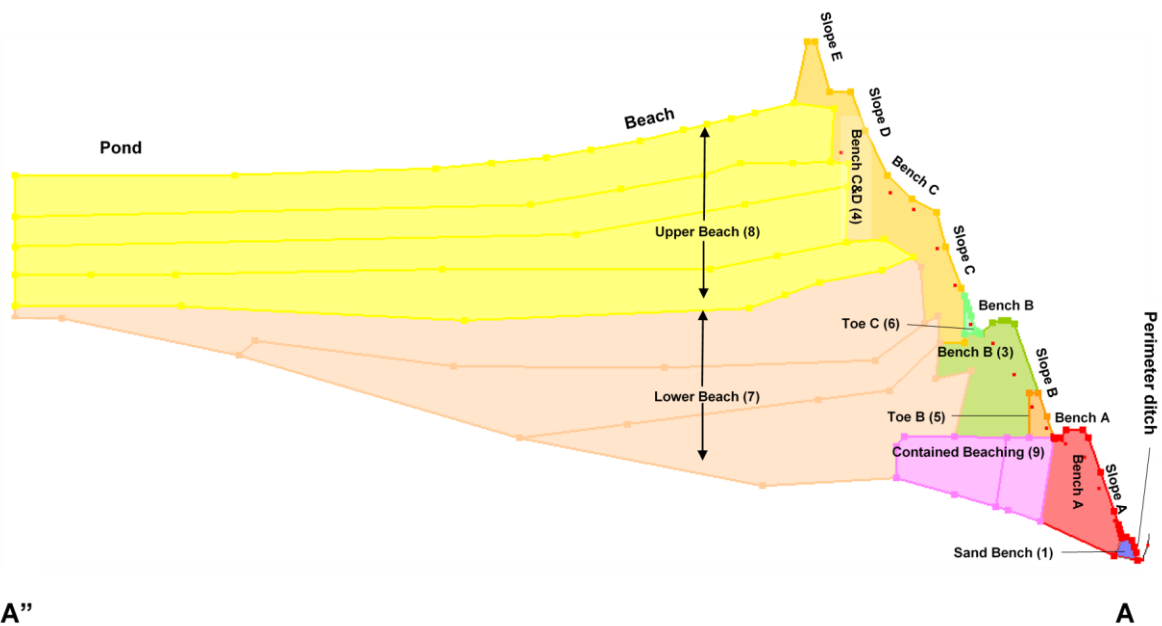 Slope E
Beach
Slope D
Pond
Bench C&D (4)
Bench C
Upper Beach (8)
Slope C
Bench B
Toe C (6)
Bench B (3)
Perimeter ditch
Slope B
Lower Beach (7)
Toe B (5)
Bench A
Contained Beaching (9)
Bench A
Slope A
Sand Bench (1)
A”
A